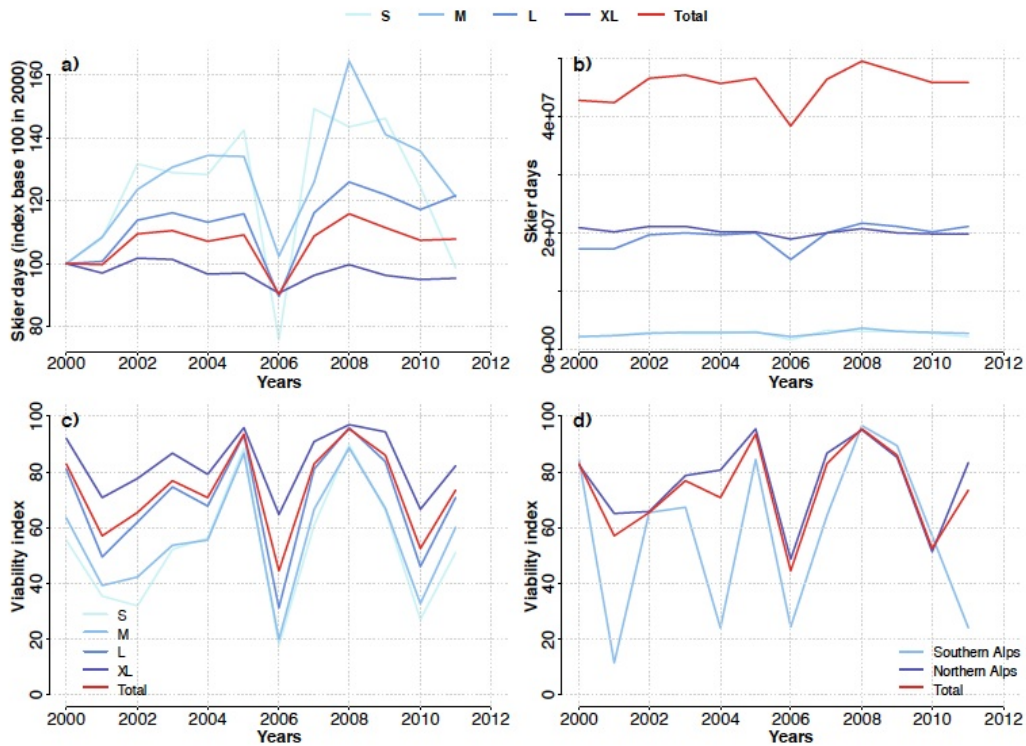 S M L XL Total
a)
Skier days (index base 100 in 2000)
80 100 120 140 160
2000 2002 2004 2006 2008 2010 2012
Years
b)
Skier days
0e+00 2e+07 4e+07
2000 2002 2004 2006 2008 2010 2012
Years
c)
Viability index
0 20 40 60 80 100
S
M
L
XL
Total
2000 2002 2004 2006 2008 2010 2012
Years
d)
Viability index
0 20 40 60 80 100
Southern Alps
Northern Alps
Total
2000 2002 2004 2006 2008 2010 2012
Years